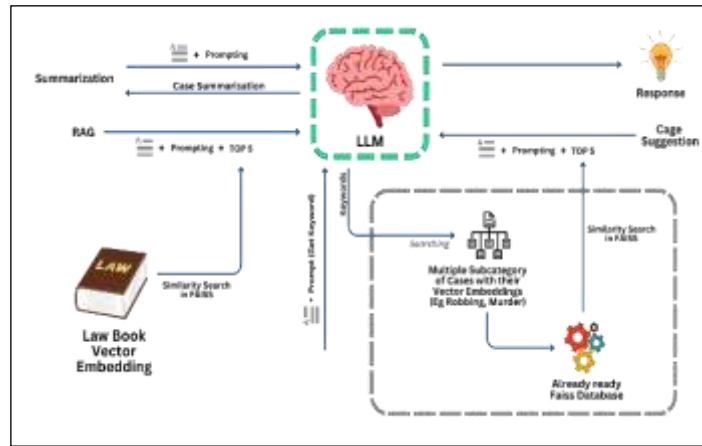 + Prompting
Summarization
Case Summarisation
RAG
+ Prompting + TOP 5
LLM
Response
Cage
Suggestion
+ Prompting + TOP 5
Keywords
+ Prompt (Get Keyword)
Searching
Similarity Search
in FAISS
Multiple Subcategory
of Cases with their
Vector Embeddings
(Eg Robbing, Murder)
LAW
Similarity Search
in FAISS
Law Book
Vector
Embedding
Already ready
Faiss Database